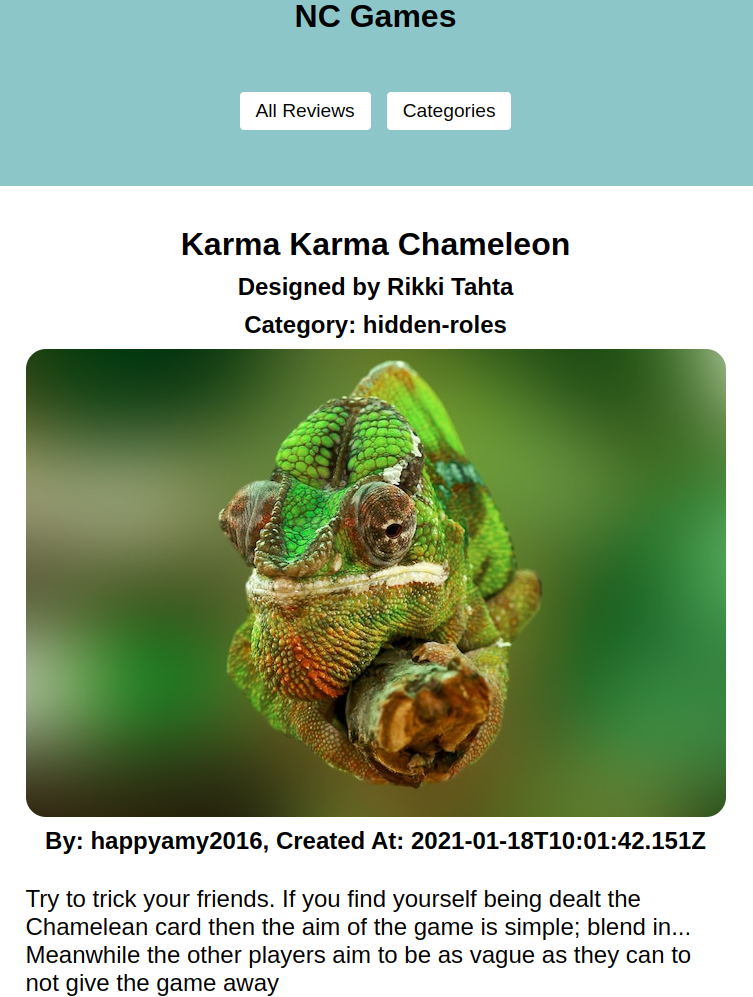 NC Games
All Reviews
Categories
Karma Karma Chameleon
Designed by Rikki Tahta
Category: hidden-roles
By: happyamy2016, Created At: 2021-01-18T10:01:42.151Z
Try to trick your friends. If you find yourself being dealt the
Chamelean card then the aim of the game is simple; blend in...
Meanwhile the other players aim to be as vague as they can to
not give the game away